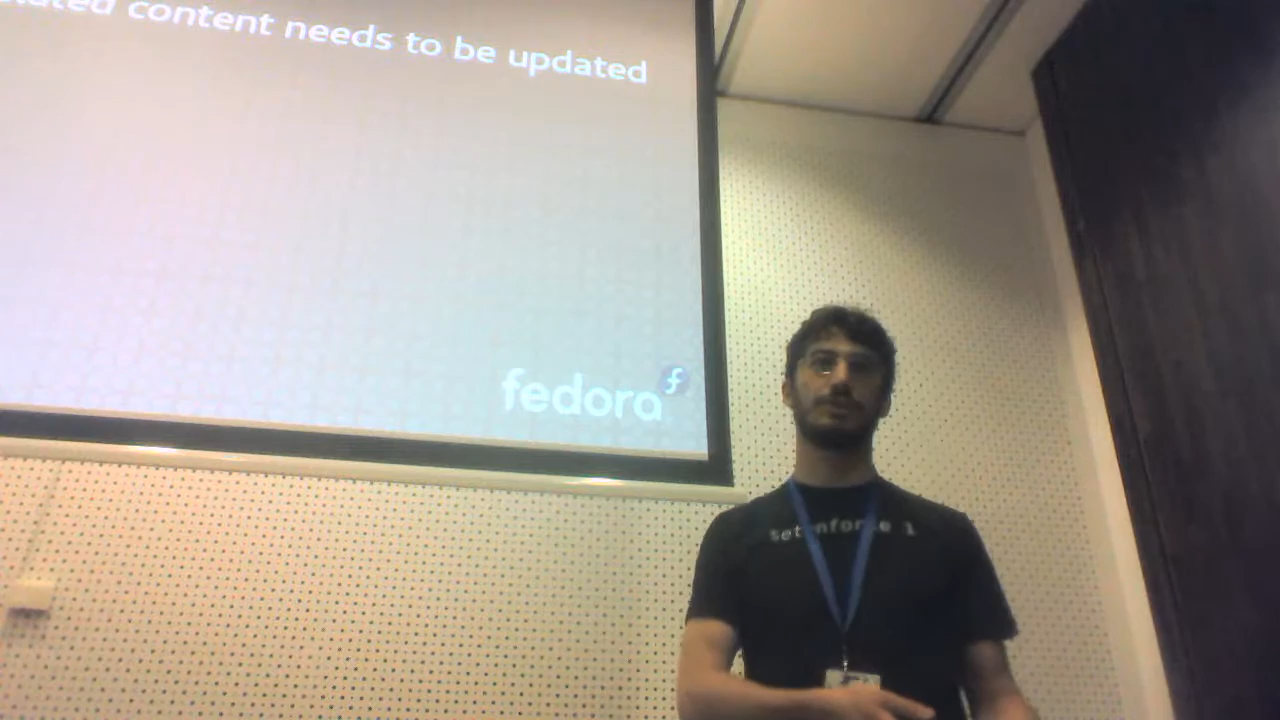 content needs to be updated
fedora f
setenforce 1